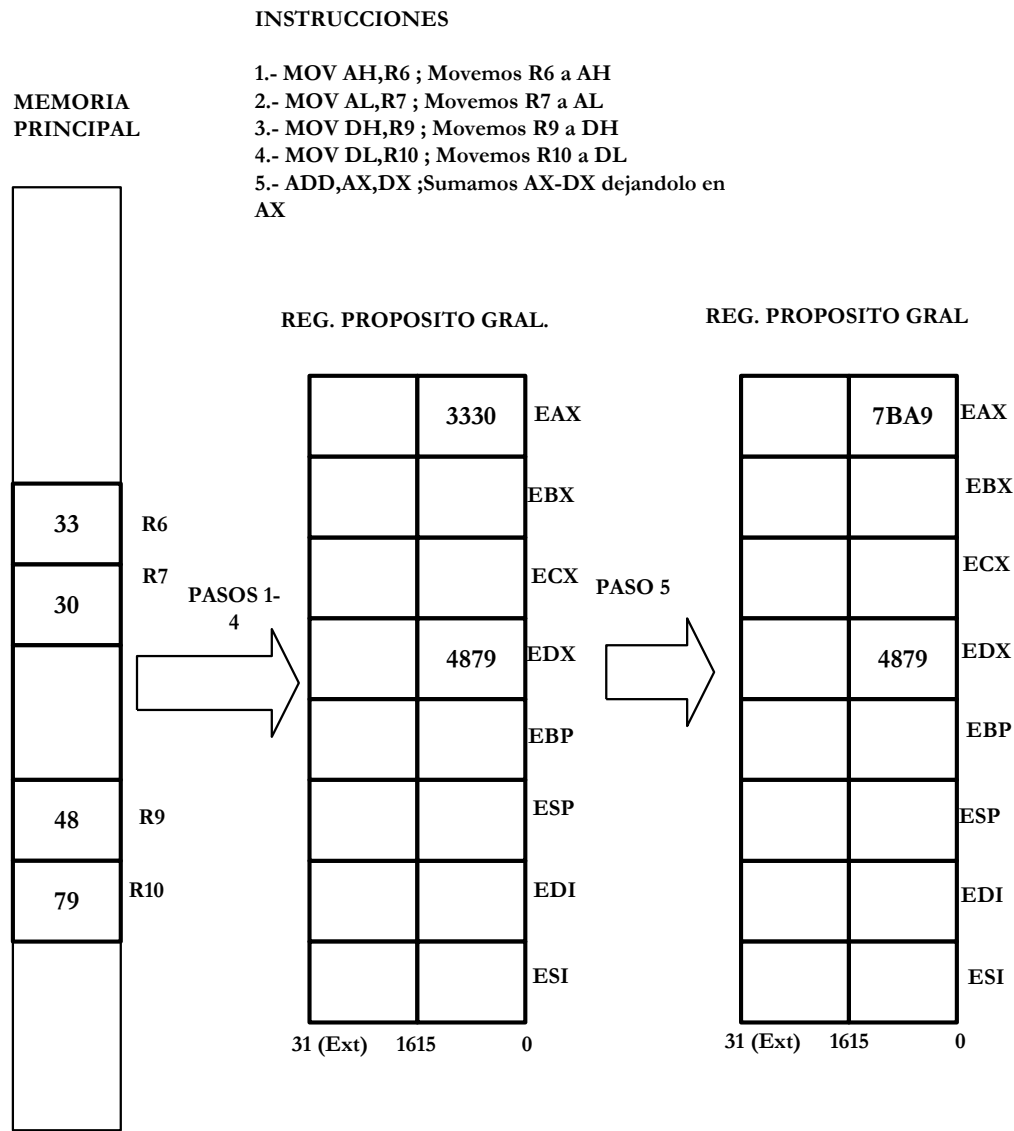 INSTRUCCIONES
1.- MOV AH,R6 ; Movemos R6 a AH
2.- MOV AL,R7 ; Movemos R7 a AL
3.- MOV DH,R9 ; Movemos R9 a DH
4.- MOV DL,R10 ; Movemos R10 a DL
5.- ADD,AX,DX ;Sumamos AX-DX dejandolo en
AX
MEMORIA
PRINCIPAL
33
R6
30
R7
48
R9
79
R10
PASOS 1-
4
REG. PROPOSITO GRAL.
3330
EAX
EBX
ECX
4879
EDX
EBP
ESP
EDI
ESI
31 (Ext)
1615
0
PASO 5
REG. PROPOSITO GRAL
7BA9
EAX
EBX
ECX
4879
EDX
EBP
ESP
EDI
ESI
31 (Ext)
1615
0